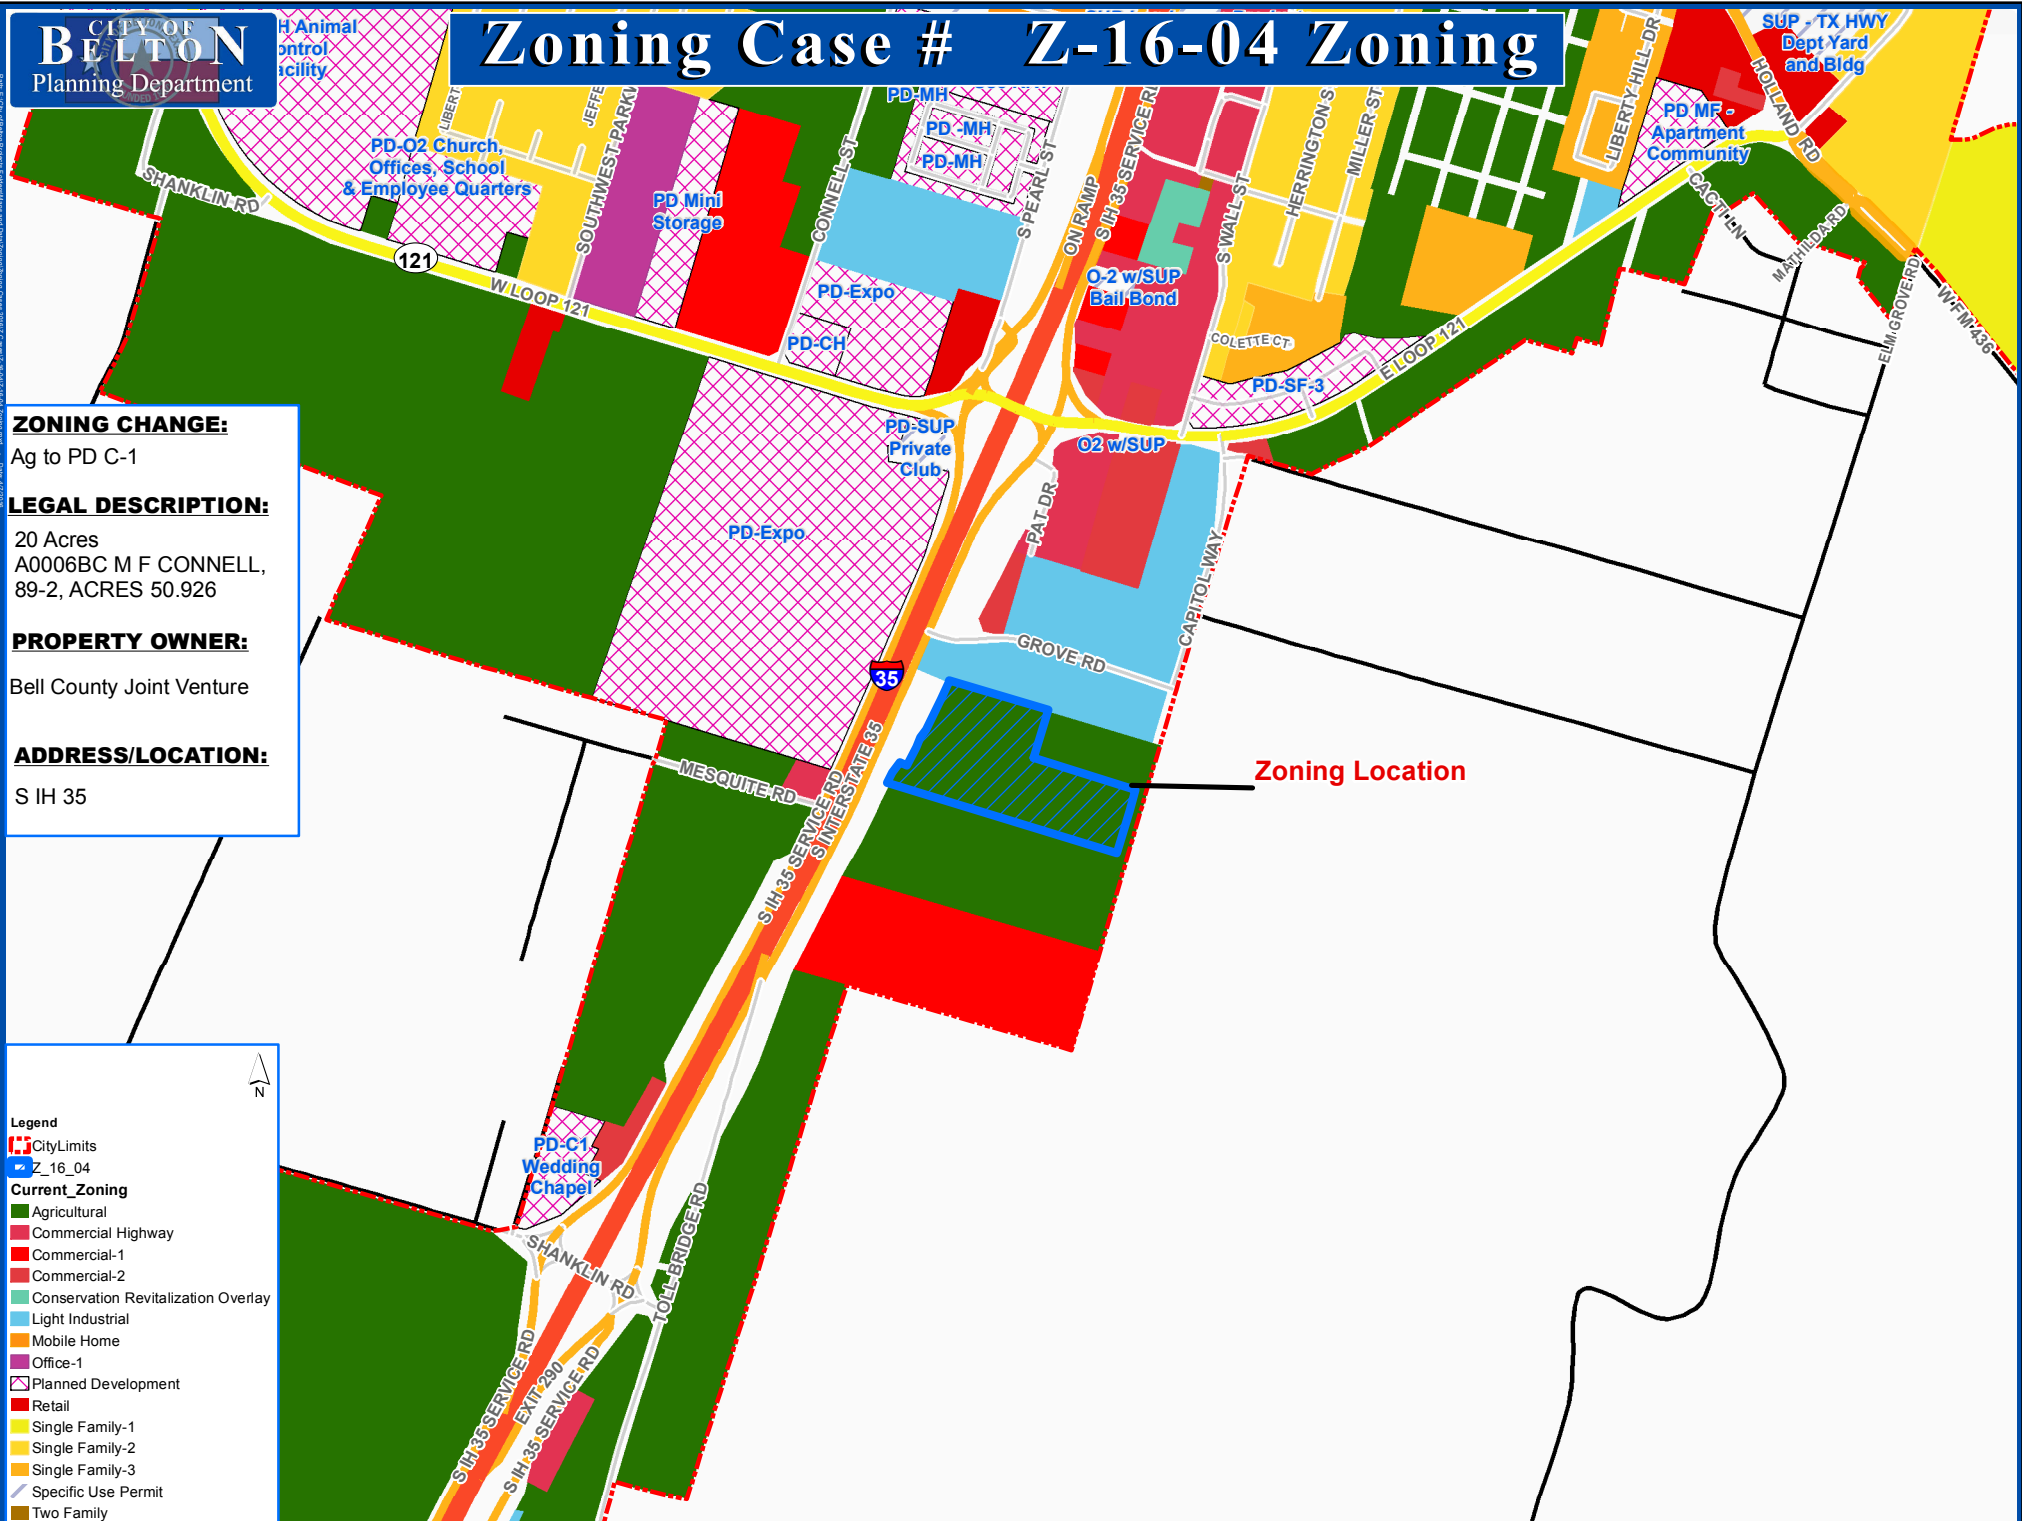 CITY OF
BELTON
Planning Department
Zoning Case # Z-16-04 Zoning
H Animal
ontrol
acility
SUP - TX HWY
Dept Yard
and Bldg
PD-MH
PD -MH
PD-MH
PD MF -
Apartment
Community
PD-O2 Church,
Offices, School
& Employee Quarters
PD Mini
Storage
LIBERT
JEFFE
SOUTHWEST PARKW
CONNELL ST
S PEARL ST
ON RAMP
S IH 35 SERVICE R
S WALL ST
HERRINGTON S
MILLER ST
LIBERTY HILL DR
HOLLAND RD
CACTI LN
MATHILDA RD
ELM GROVE RD
W FM 436
SHANKLIN RD
121
W LOOP 121
PD-Expo
PD-CH
O-2 w/SUP
Bail Bond
COLETTE CT
PD-SF-3
E LOOP 121
PD-SUP
Private
Club
O2 w/SUP
PD-Expo
PAT DR
CAPITOL WAY
GROVE RD
35
MESQUITE RD
S IH 35 SERVICE RD
S INTERSTATE 35
Zoning Location
ZONING CHANGE:
Ag to PD C-1
LEGAL DESCRIPTION:
20 Acres
A0006BC M F CONNELL,
89-2, ACRES 50.926
PROPERTY OWNER:
Bell County Joint Venture
ADDRESS/LOCATION:
S IH 35
PD-C1
Wedding
Chapel
SHANKLIN RD
TOLL BRIDGE RD
S IH 35 SERVICE RD
EXIT 290
S IH 35 SERVICE RD
N
Legend
CityLimits
Z_16_04
Current_Zoning
Agricultural
Commercial Highway
Commercial-1
Commercial-2
Conservation Revitalization Overlay
Light Industrial
Mobile Home
Office-1
Planned Development
Retail
Single Family-1
Single Family-2
Single Family-3
Specific Use Permit
Two Family